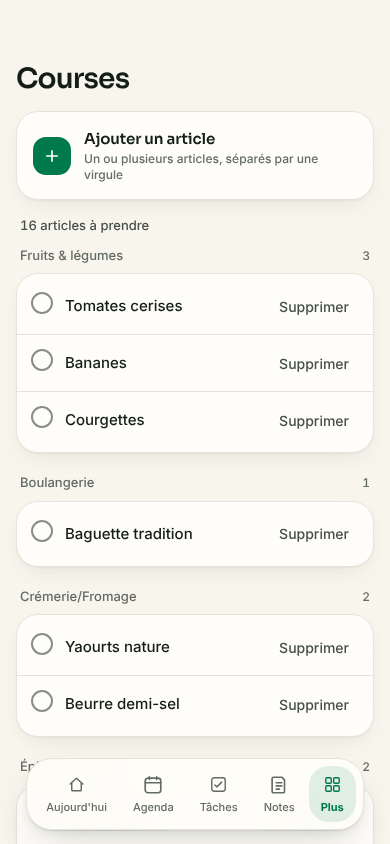 Courses
Ajouter un article
Un ou plusieurs articles, séparés par une
virgule
16 articles à prendre
Fruits & légumes 3
Tomates cerises Supprimer
Bananes Supprimer
Courgettes Supprimer
Boulangerie 1
Baguette tradition Supprimer
Crémerie/Fromage 2
Yaourts nature Supprimer
Beurre demi-sel Supprimer
2
Aujourd'hui Agenda Tâches Notes Plus